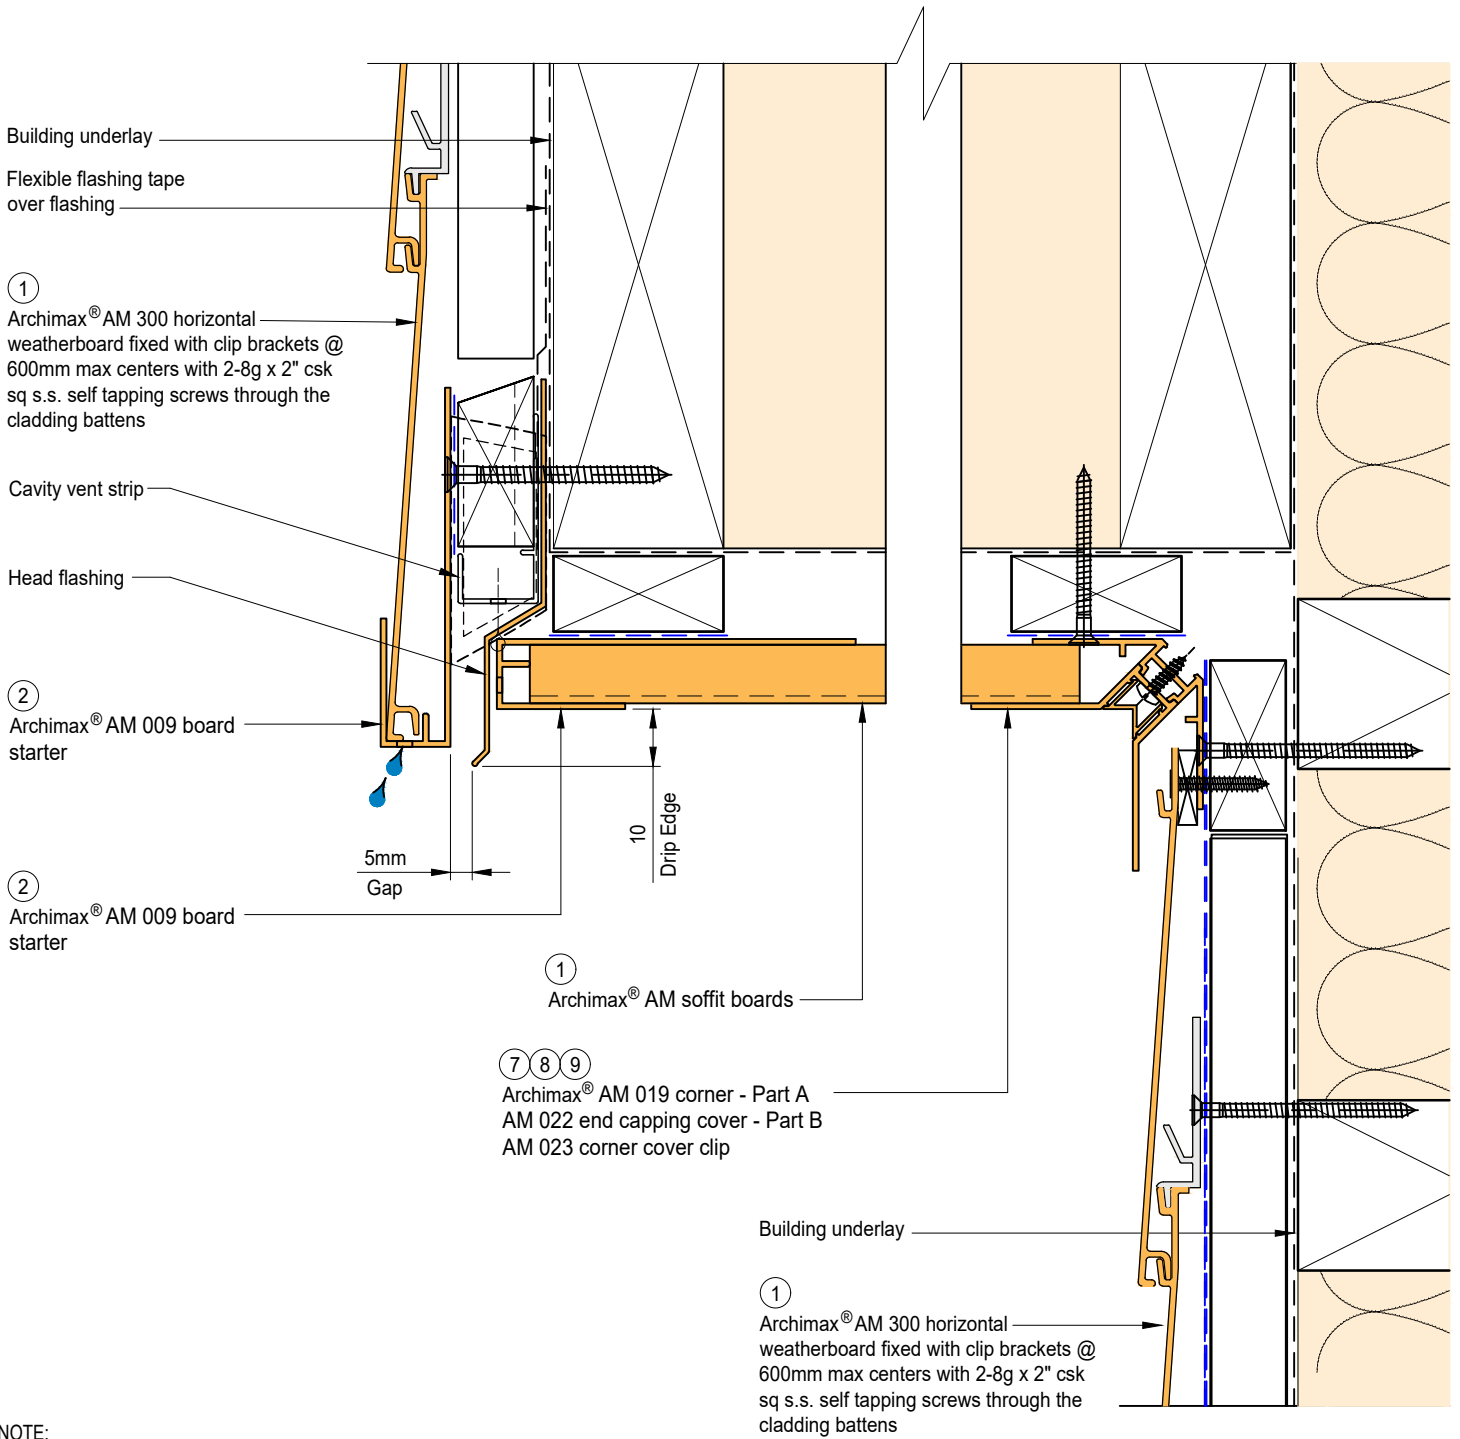 Building underlay
Flexible flashing tape
over flashing
1
Archimax® AM 300 horizontal
weatherboard fixed with clip brackets @
600mm max centers with 2-8g x 2" csk
sq s.s. self tapping screws through the
cladding battens
Cavity vent strip
Head flashing
2
Archimax® AM 009 board
starter
5mm
Gap
10
Drip Edge
2
Archimax® AM 009 board
starter
1
Archimax® AM soffit boards
7 8 9
Archimax® AM 019 corner - Part A
AM 022 end capping cover - Part B
AM 023 corner cover clip
Building underlay
1
Archimax® AM 300 horizontal
weatherboard fixed with clip brackets @
600mm max centers with 2-8g x 2" csk
sq s.s. self tapping screws through the
cladding battens
NOTE: